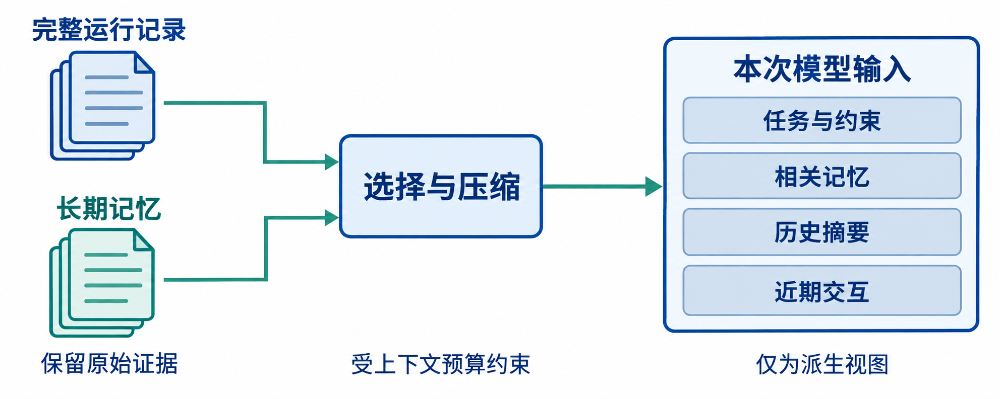 完整运行记录
长期记忆
保留原始证据
选择与压缩
受上下文预算约束
本次模型输入
任务与约束
相关记忆
历史摘要
近期交互
仅为派生视图